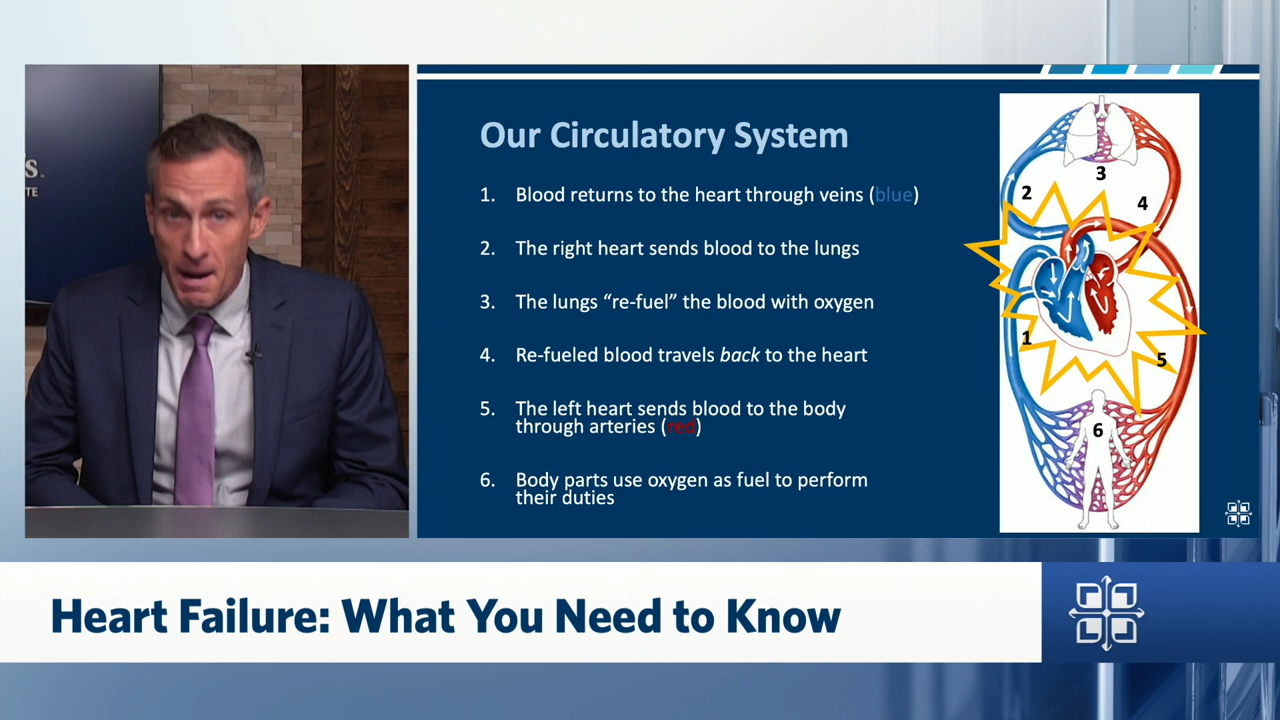 S
TE
Our Circulatory System
1. Blood returns to the heart through veins (blue)
2. The right heart sends blood to the lungs
3. The lungs “re-fuel” the blood with oxygen
4. Re-fueled blood travels back to the heart
5. The left heart sends blood to the body
through arteries (red)
6. Body parts use oxygen as fuel to perform
their duties
3
2
4
1
5
6
Heart Failure: What You Need to Know